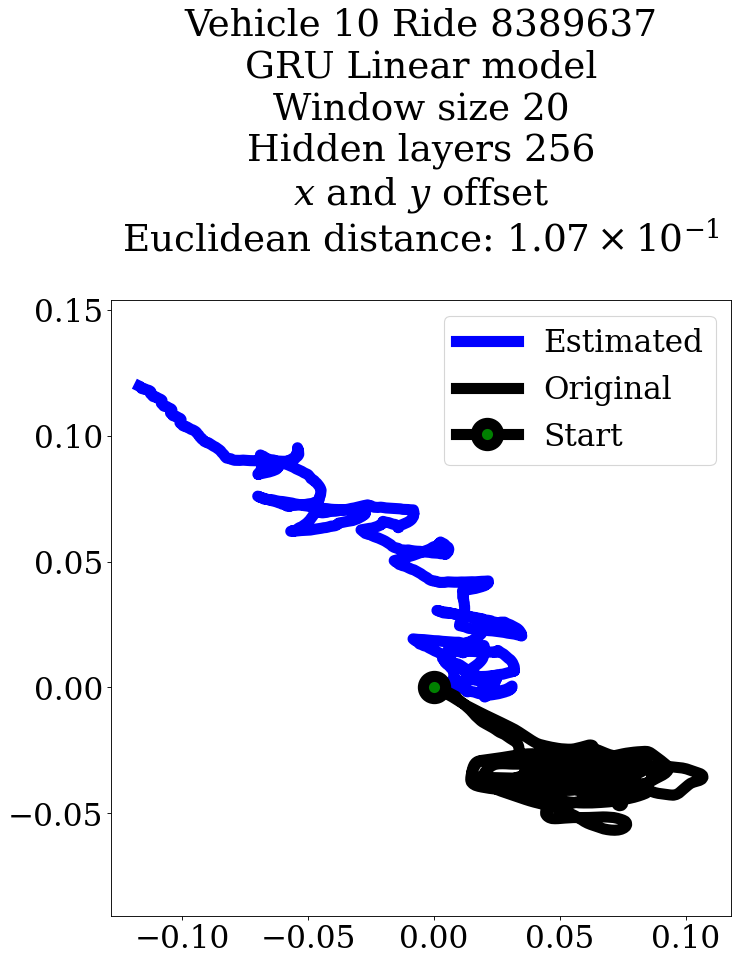 Vehicle 10 Ride 8389637
GRU Linear model
Window size 20
Hidden layers 256
x and y offset
Euclidean distance: 1.07 × 10⁻¹
0.15
0.10
0.05
0.00
−0.05
Estimated
Original
Start
−0.10 −0.05 0.00 0.05 0.10